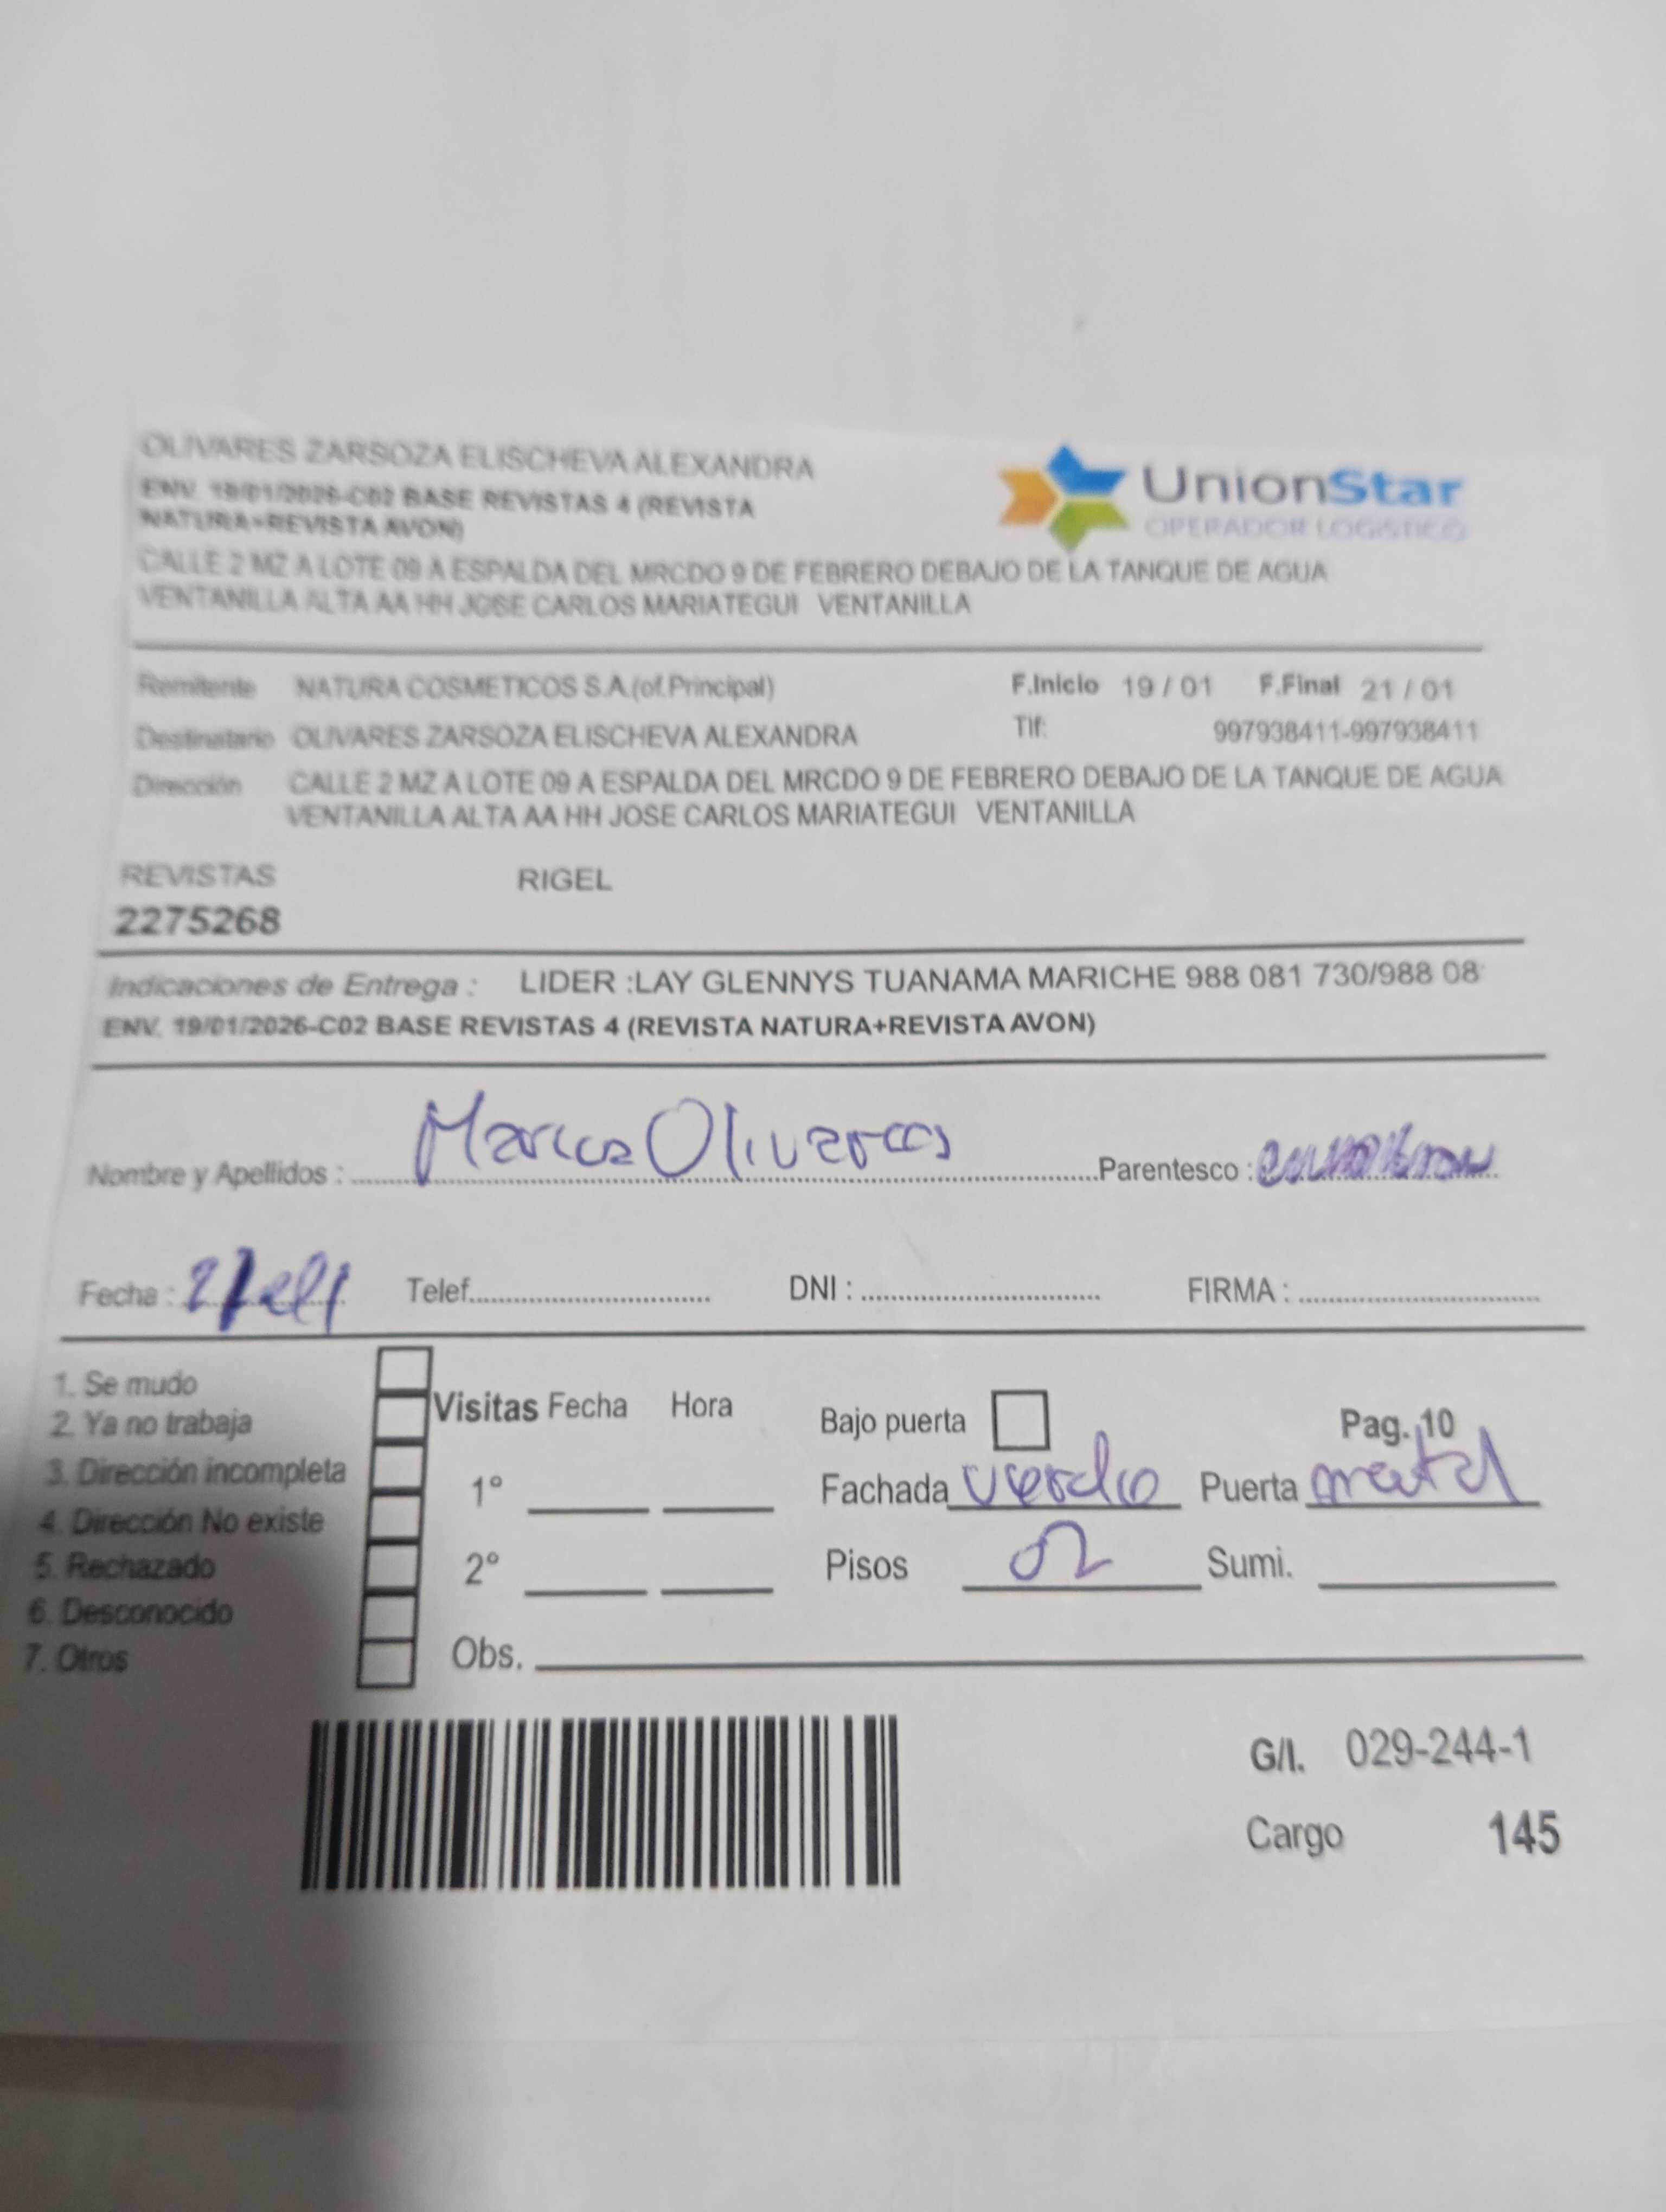 OLIVARES ZARSOZA ELISCHEVA ALEXANDRA
ENV. 19/01/2026-C02 BASE REVISTAS 4 (REVISTA
NATURA+REVISTA AVON)
UnionStar
OPERADOR LOGISTICO
CALLE 2 MZ A LOTE 09 A ESPALDA DEL MRCDO 9 DE FEBRERO DEBAJO DE LA TANQUE DE AGUA
VENTANILLA ALTA AA HH JOSE CARLOS MARIATEGUI VENTANILLA
Remitente NATURA COSMETICOS S.A.(of.Principal) F.Inicio 19 / 01 F.Final 21 / 01
Destinatario OLIVARES ZARSOZA ELISCHEVA ALEXANDRA Tlf: 997938411-997938411
Dirección CALLE 2 MZ A LOTE 09 A ESPALDA DEL MRCDO 9 DE FEBRERO DEBAJO DE LA TANQUE DE AGUA
VENTANILLA ALTA AA HH JOSE CARLOS MARIATEGUI VENTANILLA
REVISTAS RIGEL
2275268
Indicaciones de Entrega : LIDER :LAY GLENNYS TUANAMA MARICHE 988 081 730/988 08
ENV. 19/01/2026-C02 BASE REVISTAS 4 (REVISTA NATURA+REVISTA AVON)
Nombre y Apellidos : Olivares Parentesco :
Fecha : Telef. DNI : FIRMA :
1. Se mudo
2. Ya no trabaja
3. Dirección incompleta
4. Dirección No existe
5. Rechazado
6. Desconocido
7. Otros
Visitas Fecha Hora
1°
2°
Obs.
Bajo puerta Pag. 10
Fachada verde Puerta metal
Pisos 02 Sumi.
G/I. 029-244-1
Cargo 145